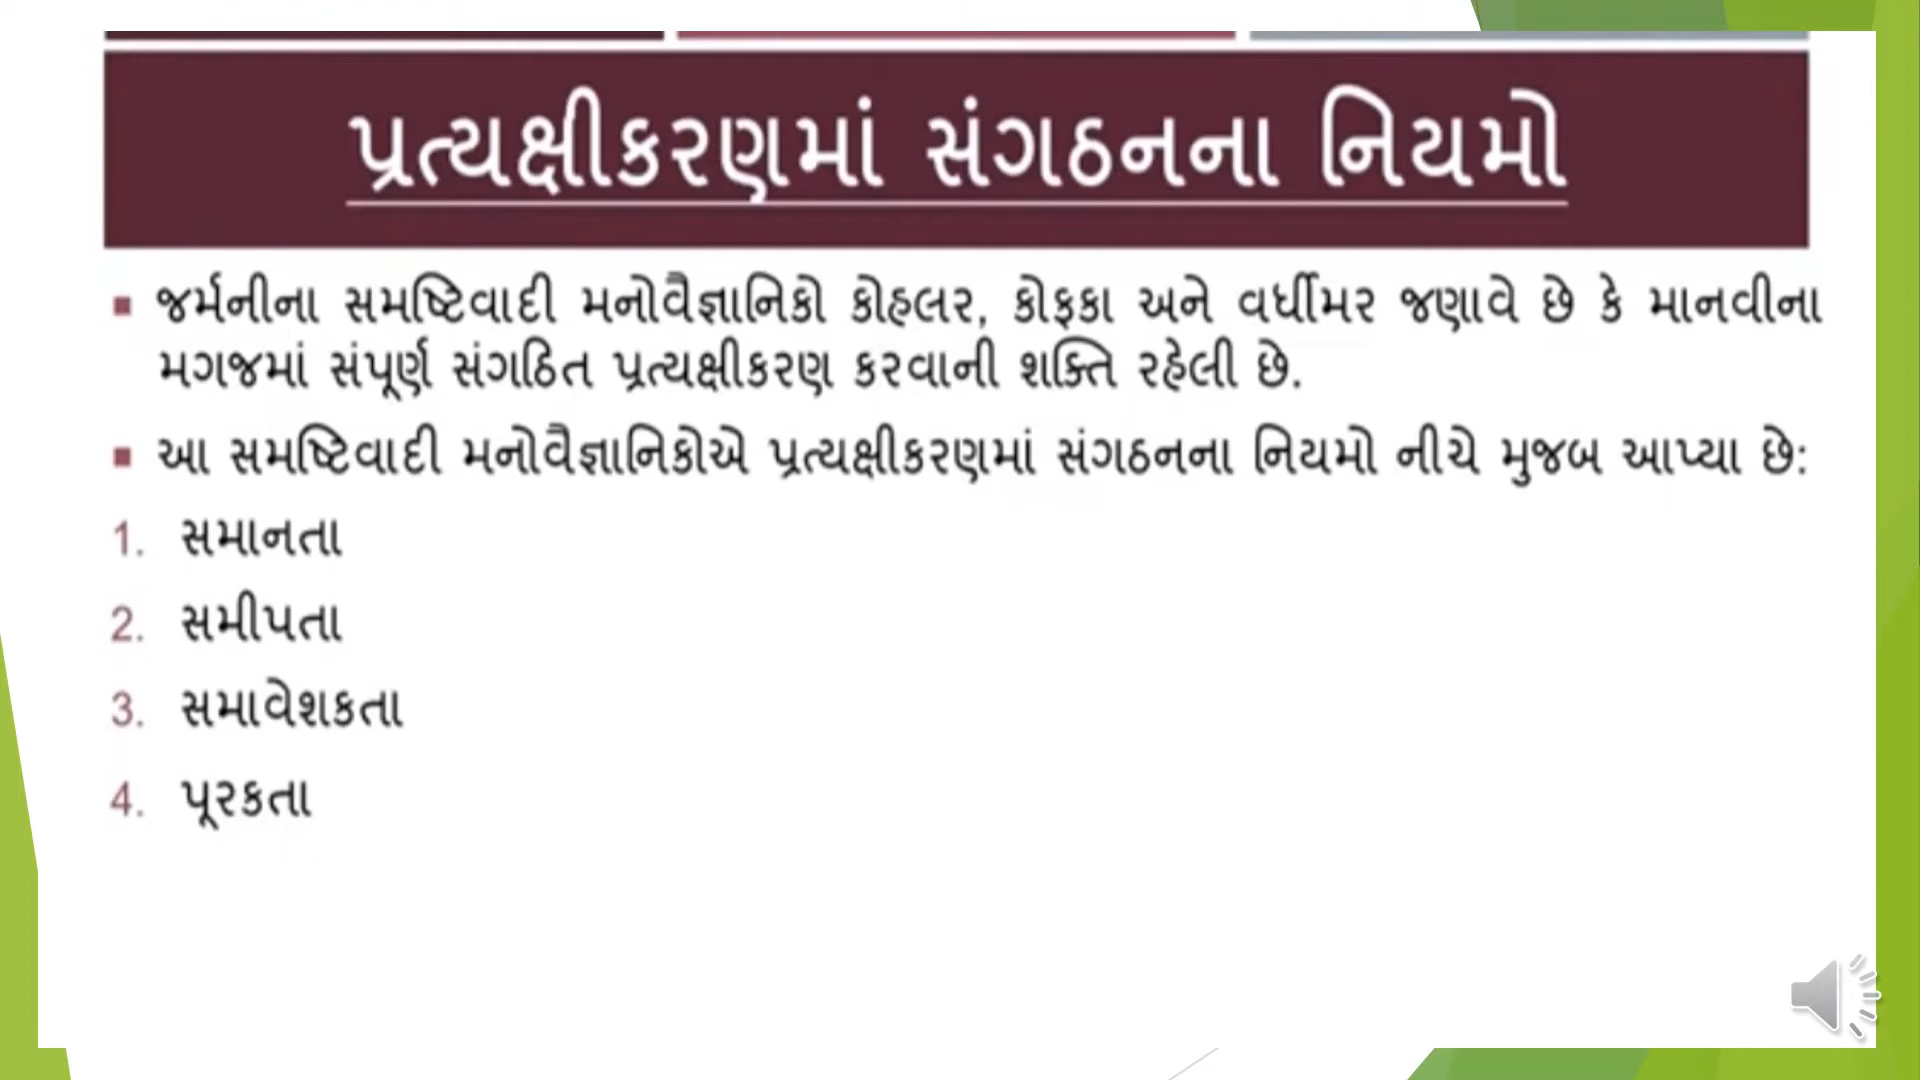 પ્રત્યક્ષીકરણમાં સંગઠનના નિયમો
▪ જર્મનીના સમષ્ટિવાદી મનોવૈજ્ઞાનિકો કોહલર, કોફકા અને વર્ધીમર જણાવે છે કે માનવીના
મગજમાં સંપૂર્ણ સંગઠિત પ્રત્યક્ષીકરણ કરવાની શક્તિ રહેલી છે.
▪ આ સમષ્ટિવાદી મનોવૈજ્ઞાનિકોએ પ્રત્યક્ષીકરણમાં સંગઠનના નિયમો નીચે મુજબ આપ્યા છે:
1. સમાનતા
2. સમીપતા
3. સમાવેશકતા
4. પૂરકતા